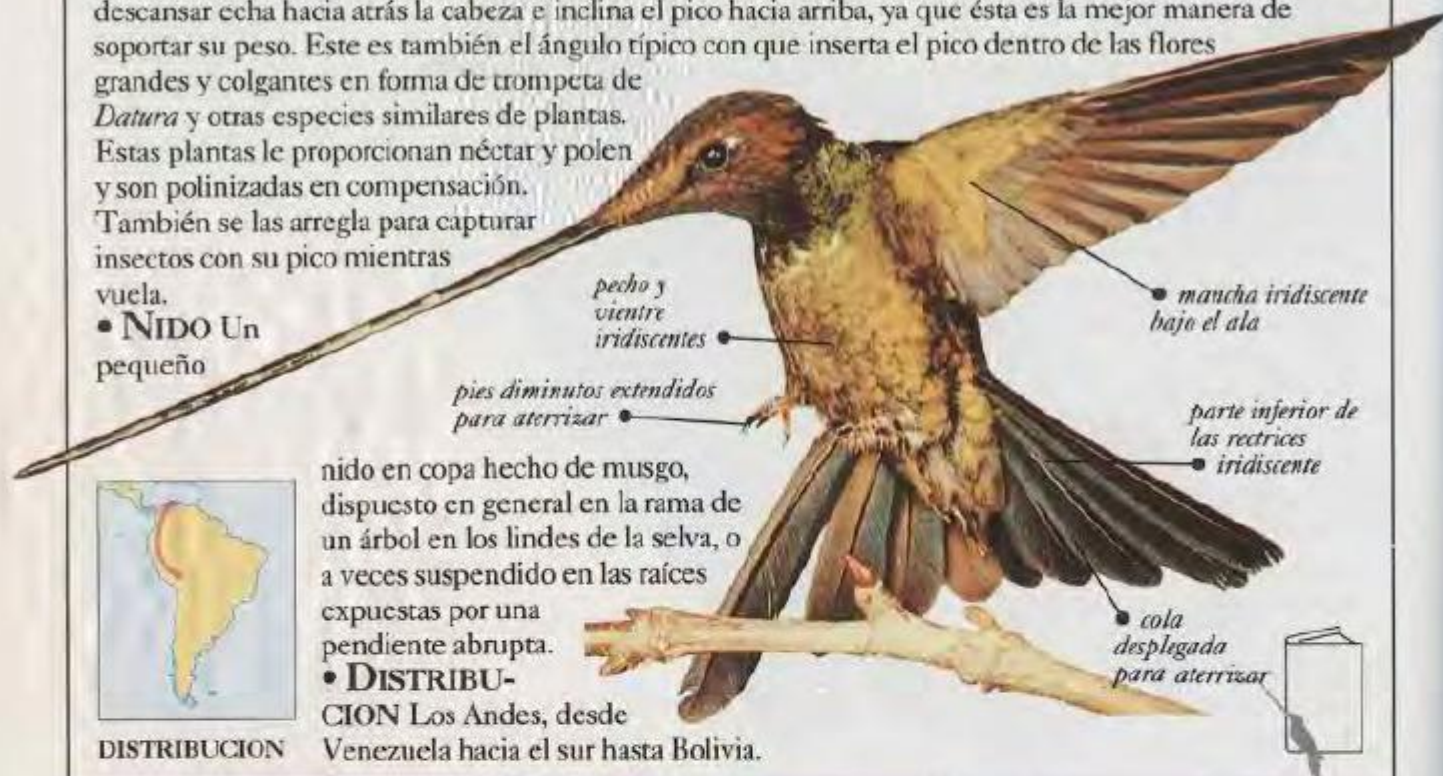 descansar echa hacia atrás la cabeza e inclina el pico hacia arriba, ya que ésta es la mejor manera de
soportar su peso. Este es también el ángulo típico con que inserta el pico dentro de las flores
grandes y colgantes en forma de trompeta de
Datura y otras especies similares de plantas.
Estas plantas le proporcionan néctar y polen
y son polinizadas en compensación.
También se las arregla para capturar
insectos con su pico mientras
vuela.
• NIDO Un
pequeño
nido en copa hecho de musgo,
dispuesto en general en la rama de
un árbol en los lindes de la selva, o
a veces suspendido en las raíces
expuestas por una
pendiente abrupta.
• DISTRIBU-
CION Los Andes, desde
Venezuela hacia el sur hasta Bolivia.
DISTRIBUCION
pecho y
vientre
iridiscentes
pies diminutos extendidos
para aterrizar
mancha iridiscente
bajo el ala
parte inferior de
las rectrices
iridiscente
cola
desplegada
para aterrizar